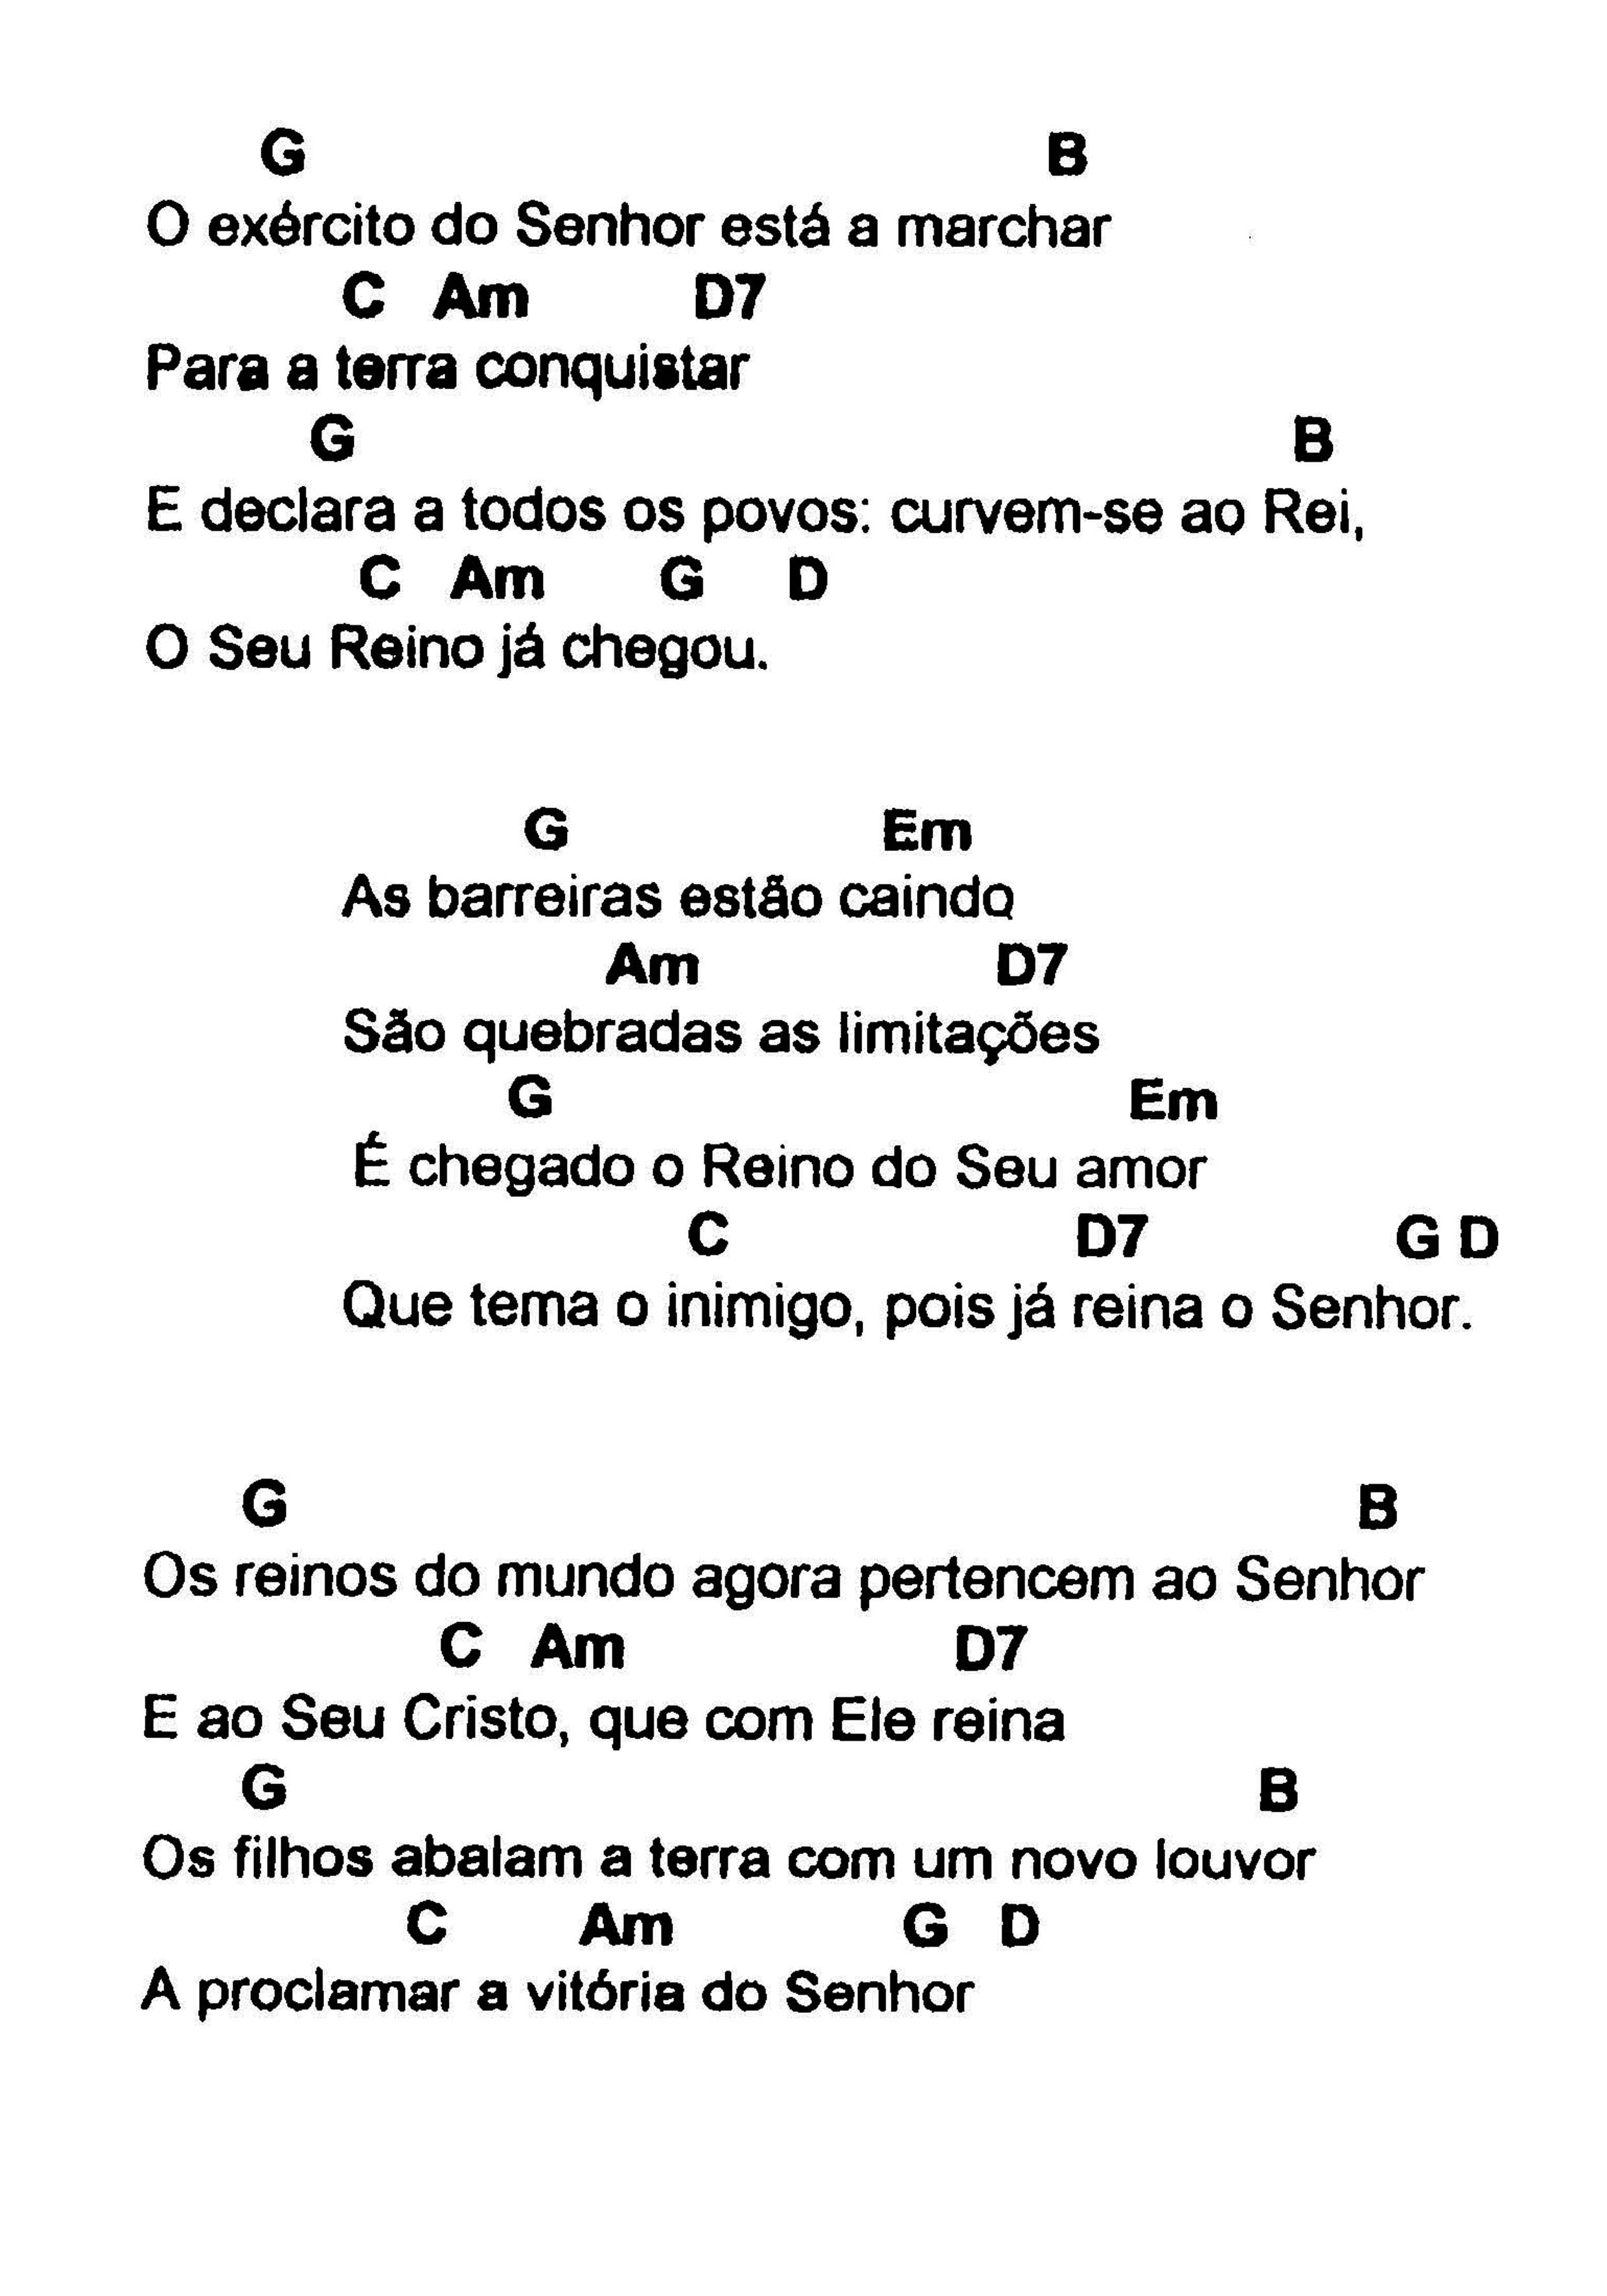 G B
O exército do Senhor está a marchar
C Am D7
Para a terra conquistar
G B
E declara a todos os povos: curvem-se ao Rei,
C Am G D
O Seu Reino já chegou.
G Em
As barreiras estão caindo
Am D7
São quebradas as limitações
G Em
É chegado o Reino do Seu amor
C D7 G D
Que tema o inimigo, pois já reina o Senhor.
G B
Os reinos do mundo agora pertencem ao Senhor
C Am D7
E ao Seu Cristo, que com Ele reina
G B
Os filhos abalam a terra com um novo louvor
C Am G D
A proclamar a vitória do Senhor